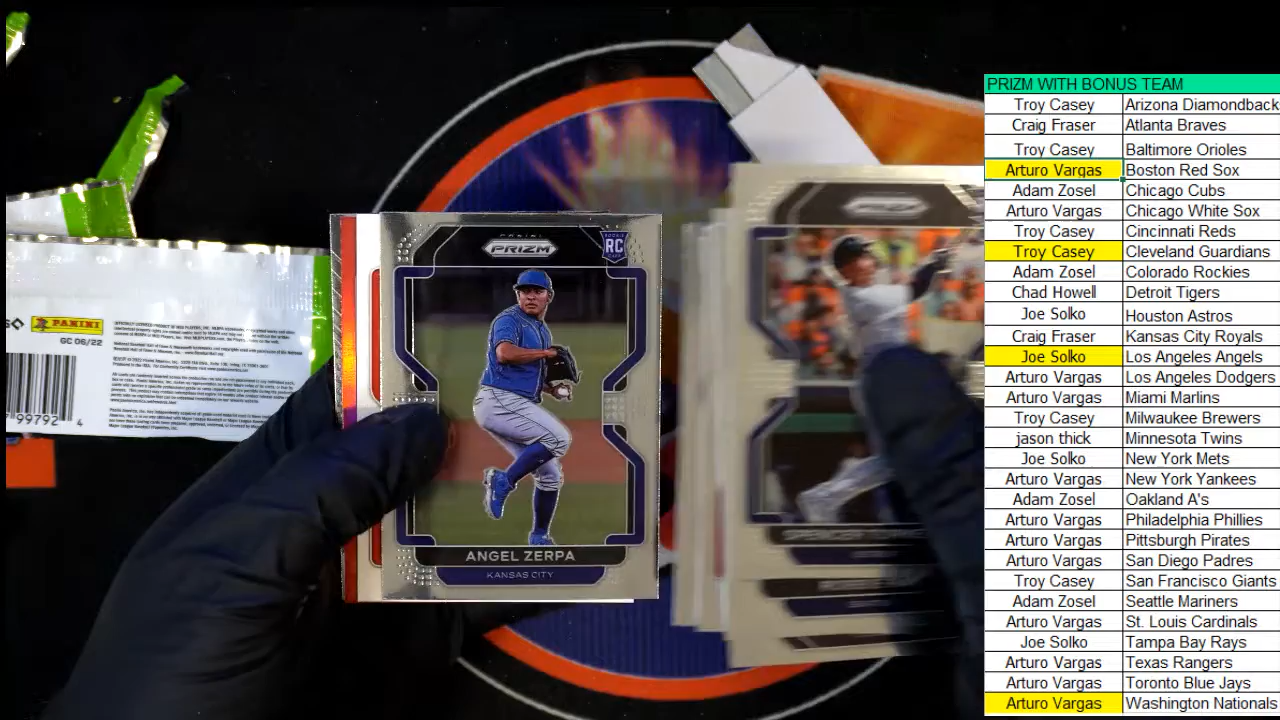 PRIZM WITH BONUS TEAM
Troy Casey Arizona Diamondback
Craig Fraser Atlanta Braves
Troy Casey Baltimore Orioles
Arturo Vargas Boston Red Sox
Adam Zosel Chicago Cubs
Arturo Vargas Chicago White Sox
Troy Casey Cincinnati Reds
Troy Casey Cleveland Guardians
Adam Zosel Colorado Rockies
Chad Howell Detroit Tigers
Joe Solko Houston Astros
Craig Fraser Kansas City Royals
Joe Solko Los Angeles Angels
Arturo Vargas Los Angeles Dodgers
Arturo Vargas Miami Marlins
Troy Casey Milwaukee Brewers
jason thick Minnesota Twins
Joe Solko New York Mets
Arturo Vargas New York Yankees
Adam Zosel Oakland A's
Arturo Vargas Philadelphia Phillies
Arturo Vargas Pittsburgh Pirates
Arturo Vargas San Diego Padres
Troy Casey San Francisco Giants
Adam Zosel Seattle Mariners
Arturo Vargas St. Louis Cardinals
Joe Solko Tampa Bay Rays
Arturo Vargas Texas Rangers
Arturo Vargas Toronto Blue Jays
Arturo Vargas Washington Nationals
PANINI
PRIZM
RC
ANGEL ZERPA
KANSAS CITY
PANINI
GC 06/22
99792 4
PRIZM
SPENCER